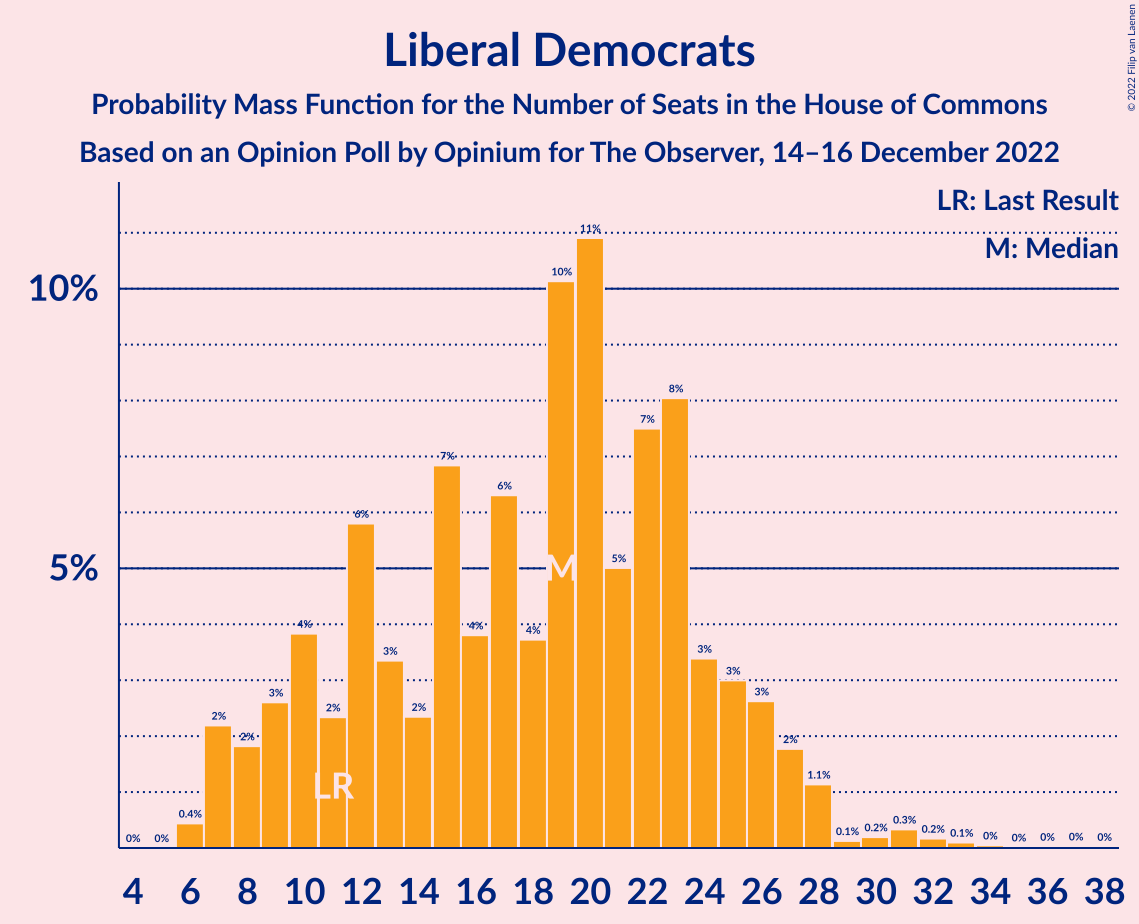 © 2022 Filip van Laenen
Liberal Democrats
Probability Mass Function for the Number of Seats in the House of Commons
Based on an Opinion Poll by Opinium for The Observer, 14–16 December 2022
LR: Last Result
M: Median
10%
5%
0% 0% 0.4% 2% 2% 3% 4% 2% 6% 3% 2% 7% 4% 6% 4% 10% 11% 5% 7% 8% 3% 3% 3% 2% 1.1% 0.1% 0.2% 0.3% 0.2% 0.1% 0% 0% 0% 0% 0%
M
LR
4 6 8 10 12 14 16 18 20 22 24 26 28 30 32 34 36 38